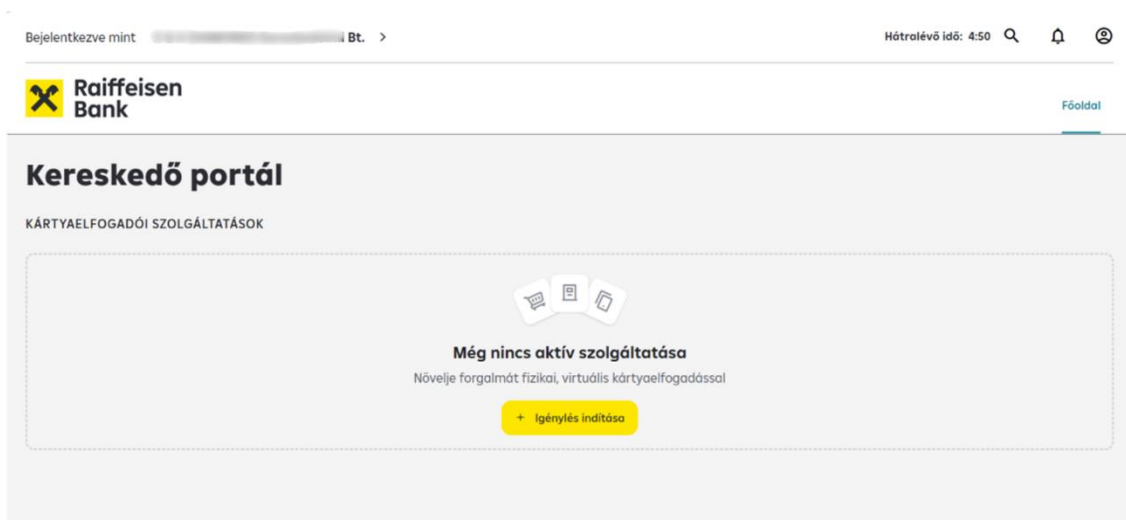 Bejelentkezve mint Bt.
Hátralévő idő: 4:50
Raiffeisen
Bank
Főoldal
Kereskedő portál
KÁRTYAELFOGADÓI SZOLGÁLTATÁSOK
Még nincs aktív szolgáltatása
Növelje forgalmát fizikai, virtuális kártyaelfogadással
+ Igénylés indítása